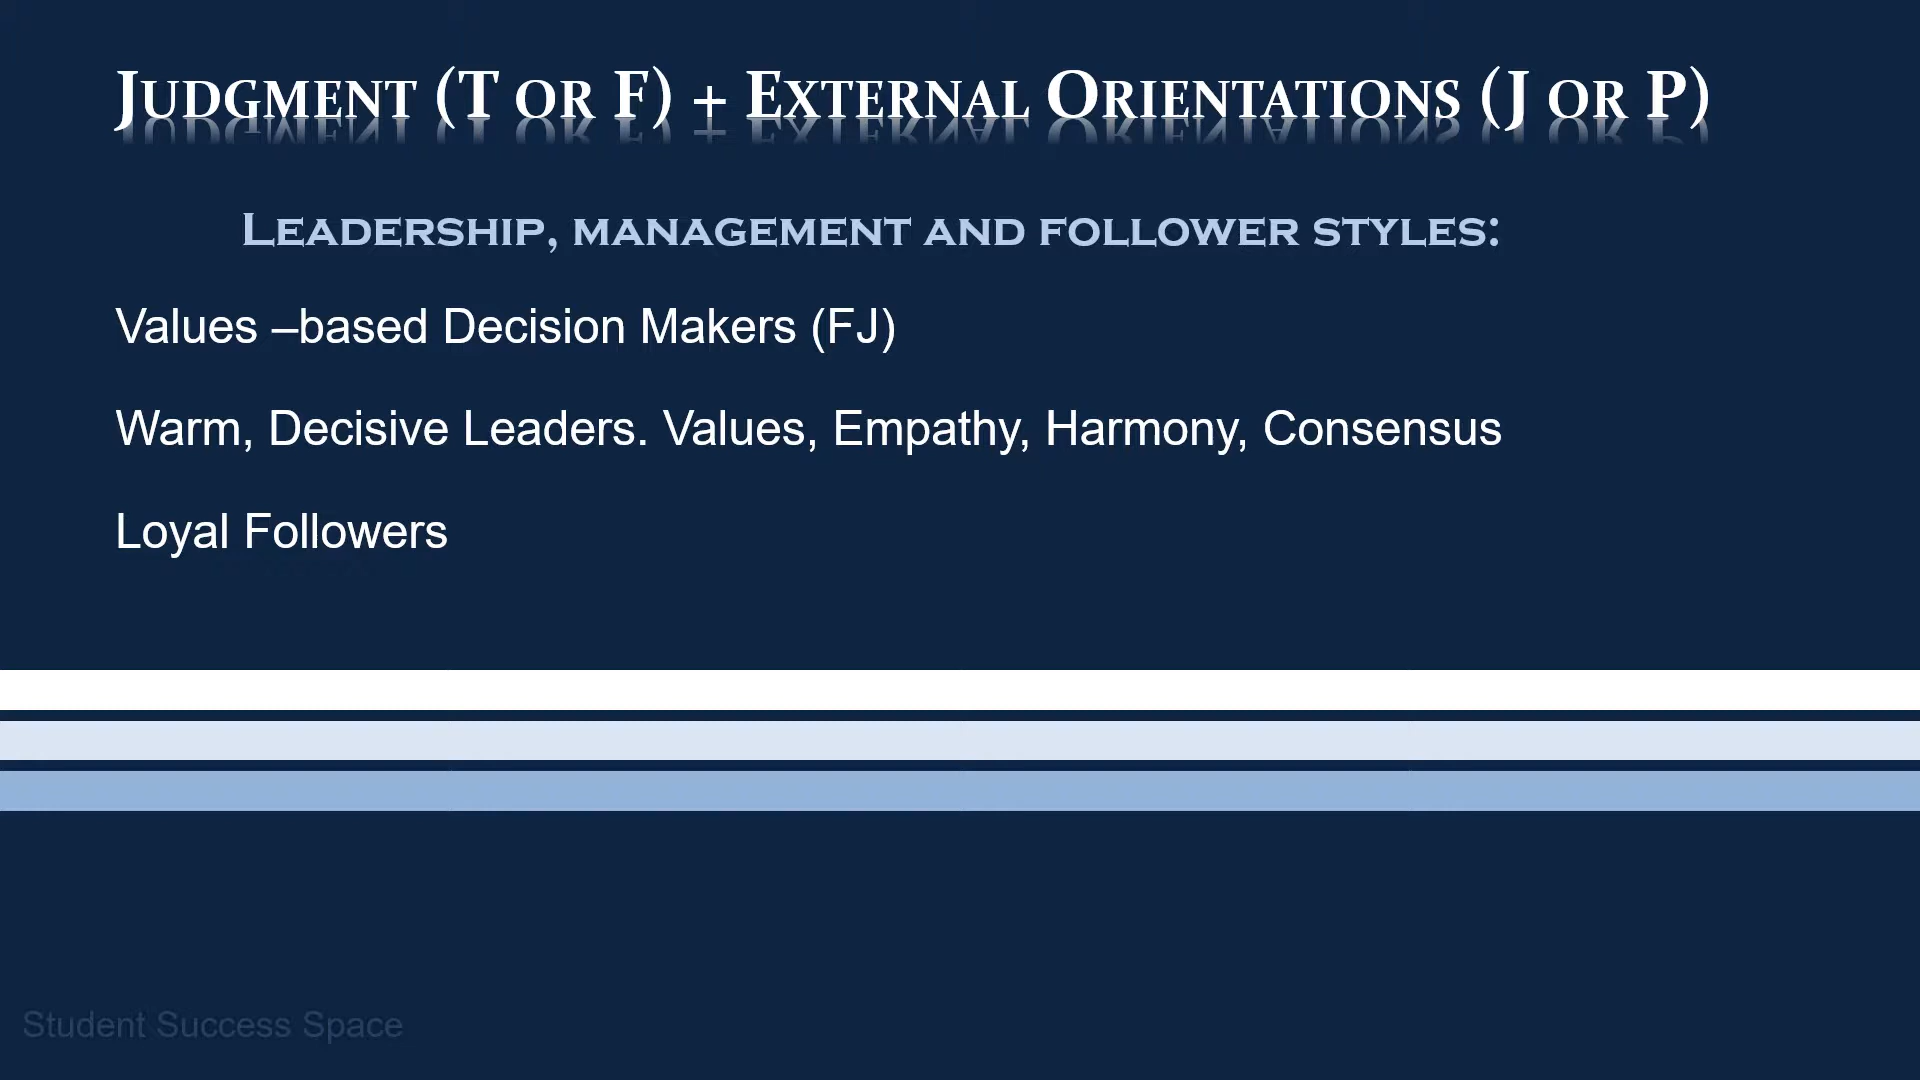 Judgment (T or F) + External Orientations (J or P)
Leadership, management and follower styles:
Values –based Decision Makers (FJ)
Warm, Decisive Leaders. Values, Empathy, Harmony, Consensus
Loyal Followers
Student Success Space